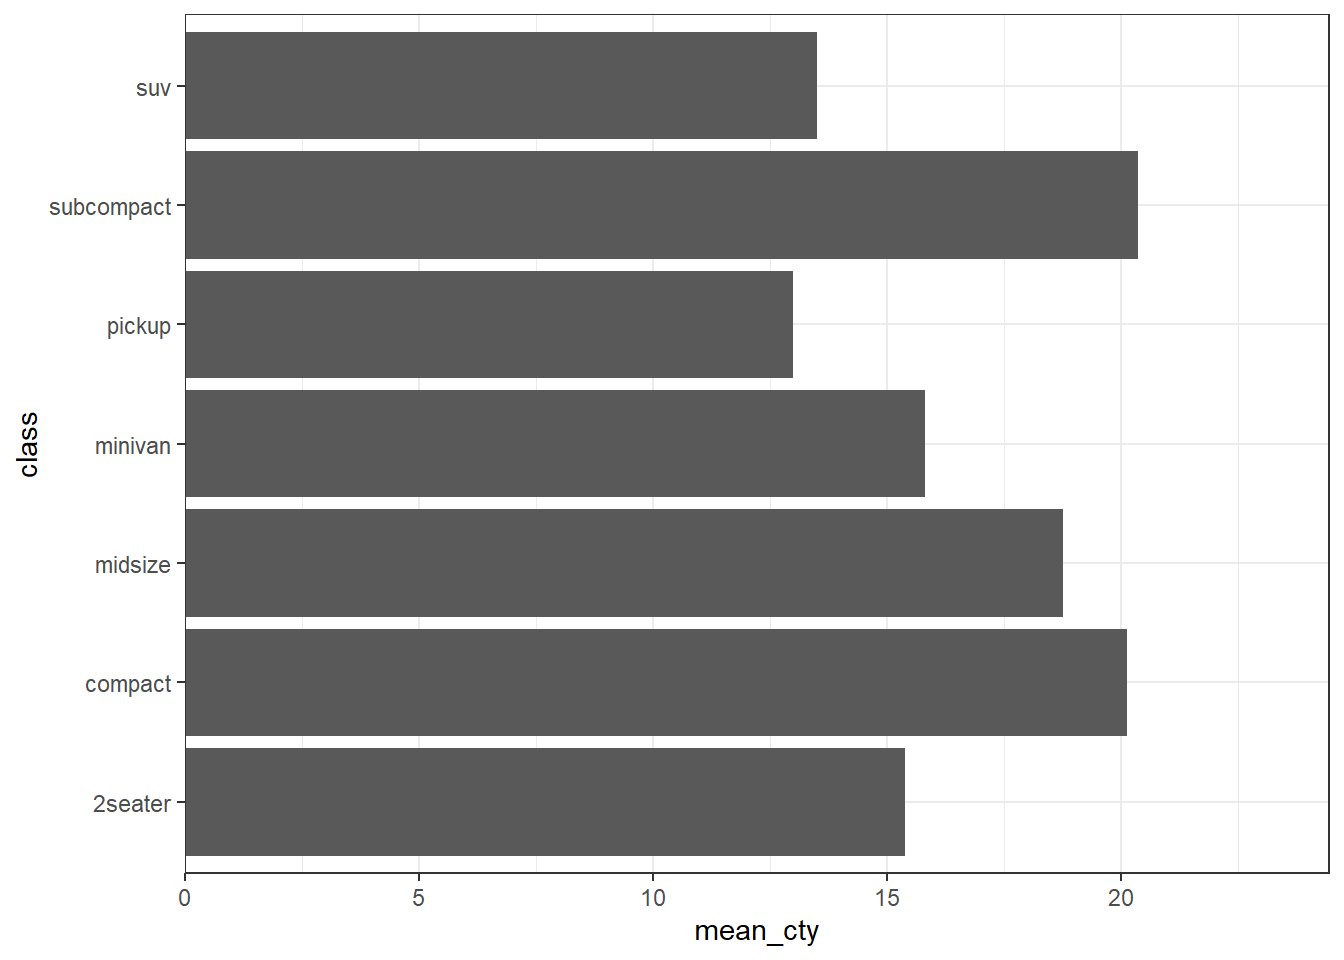 suv
subcompact
pickup
minivan
midsize
compact
2seater
class
0 5 10 15 20
mean_cty